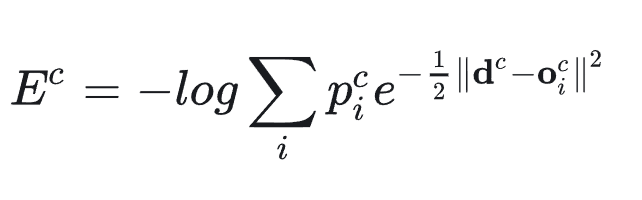 $E^c = -log \sum_i p_i^c e^{-\frac{1}{2} \|\mathbf{d}^c - \mathbf{o}_i^c\|^2}$